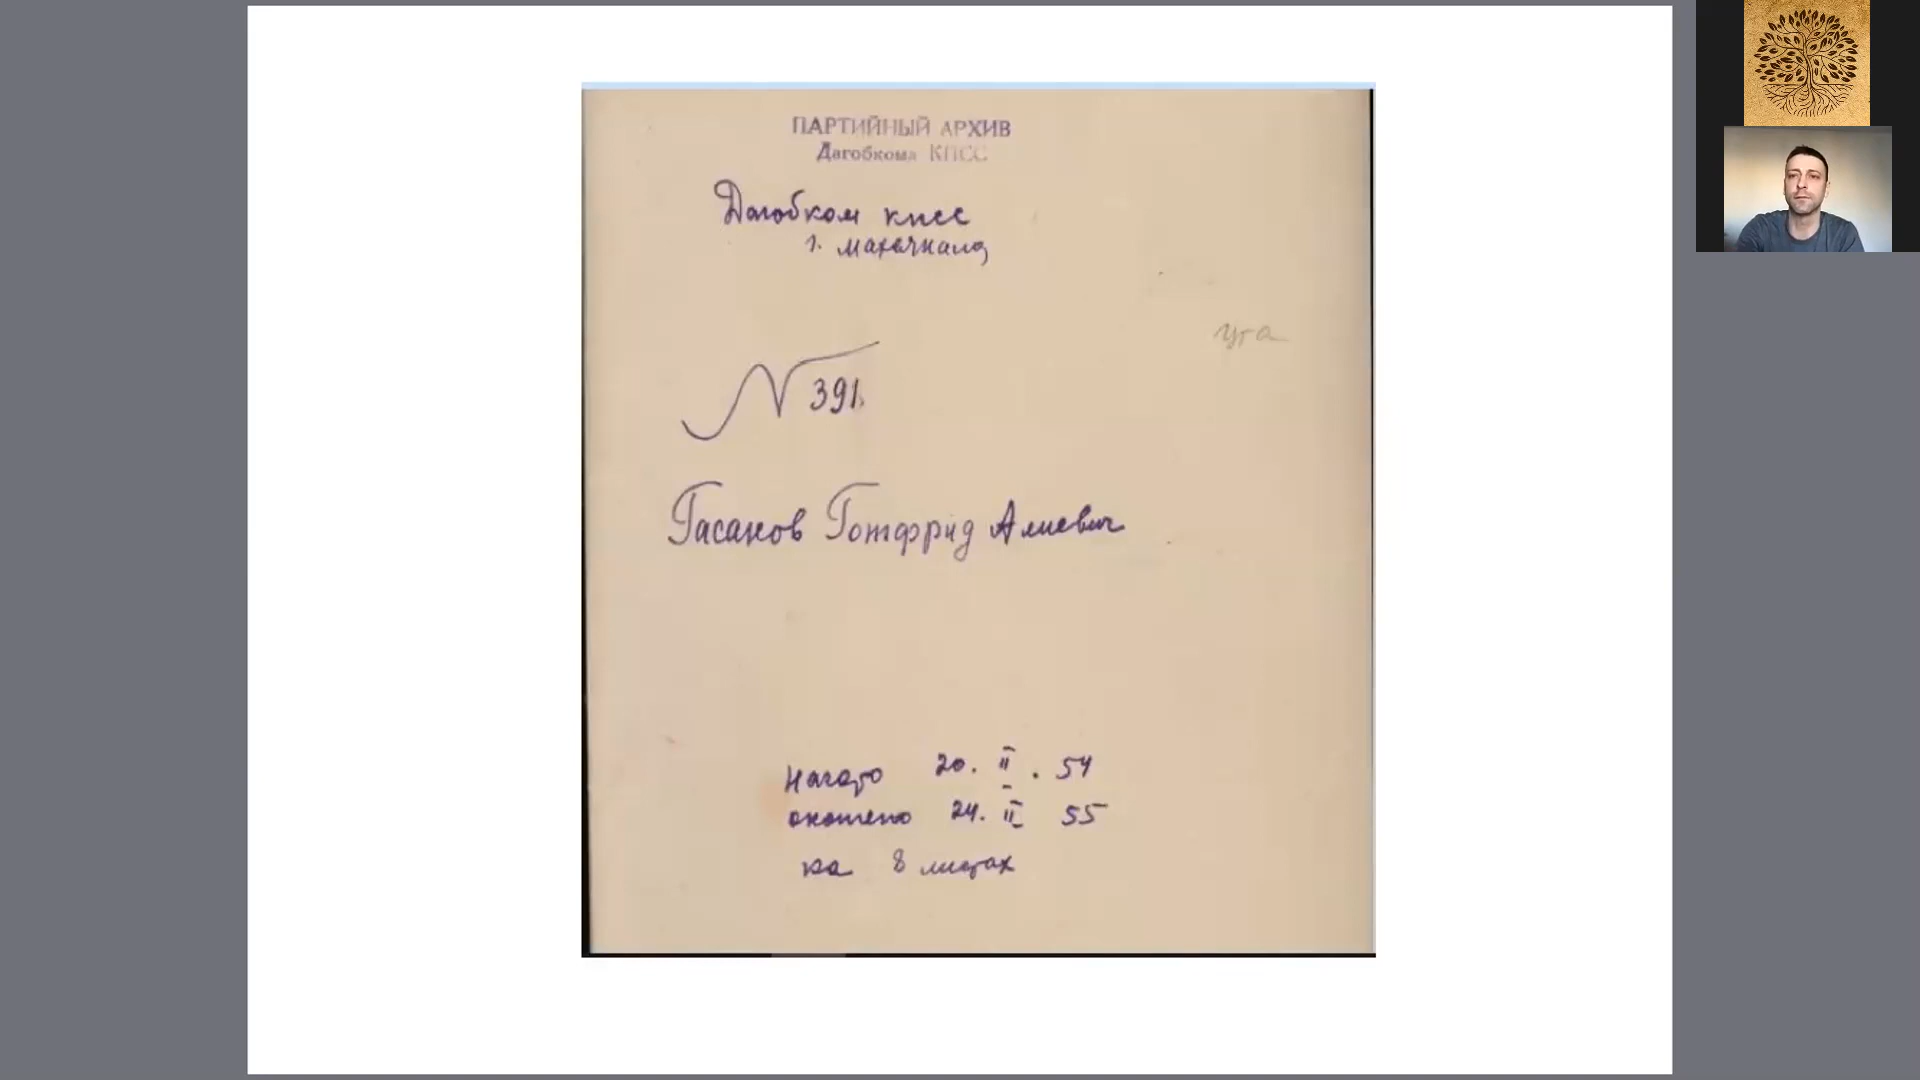 ПАРТИЙНЫЙ АРХИВ
Дагобкома КПСС
Дагобком КПСС
г. Махачкала
уга
N 391.
Гасанов Готфрид Алиевич
Начато 20. II. 54
окончено 24. II 55
на 8 листах